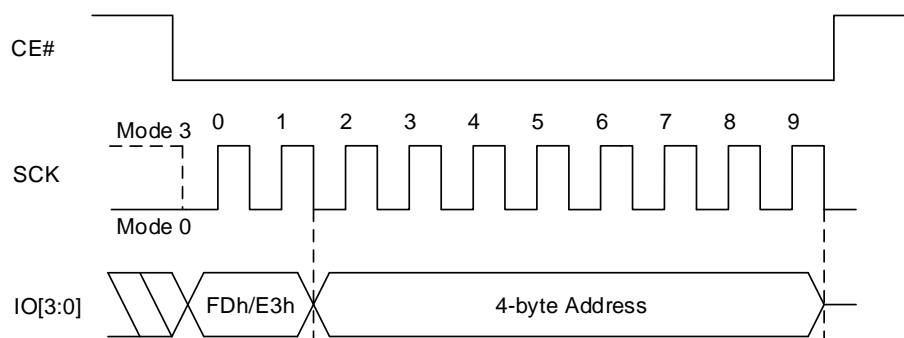 CE#
0 1 2 3 4 5 6 7 8 9
Mode 3
SCK
Mode 0
IO[3:0] FDh/E3h 4-byte Address